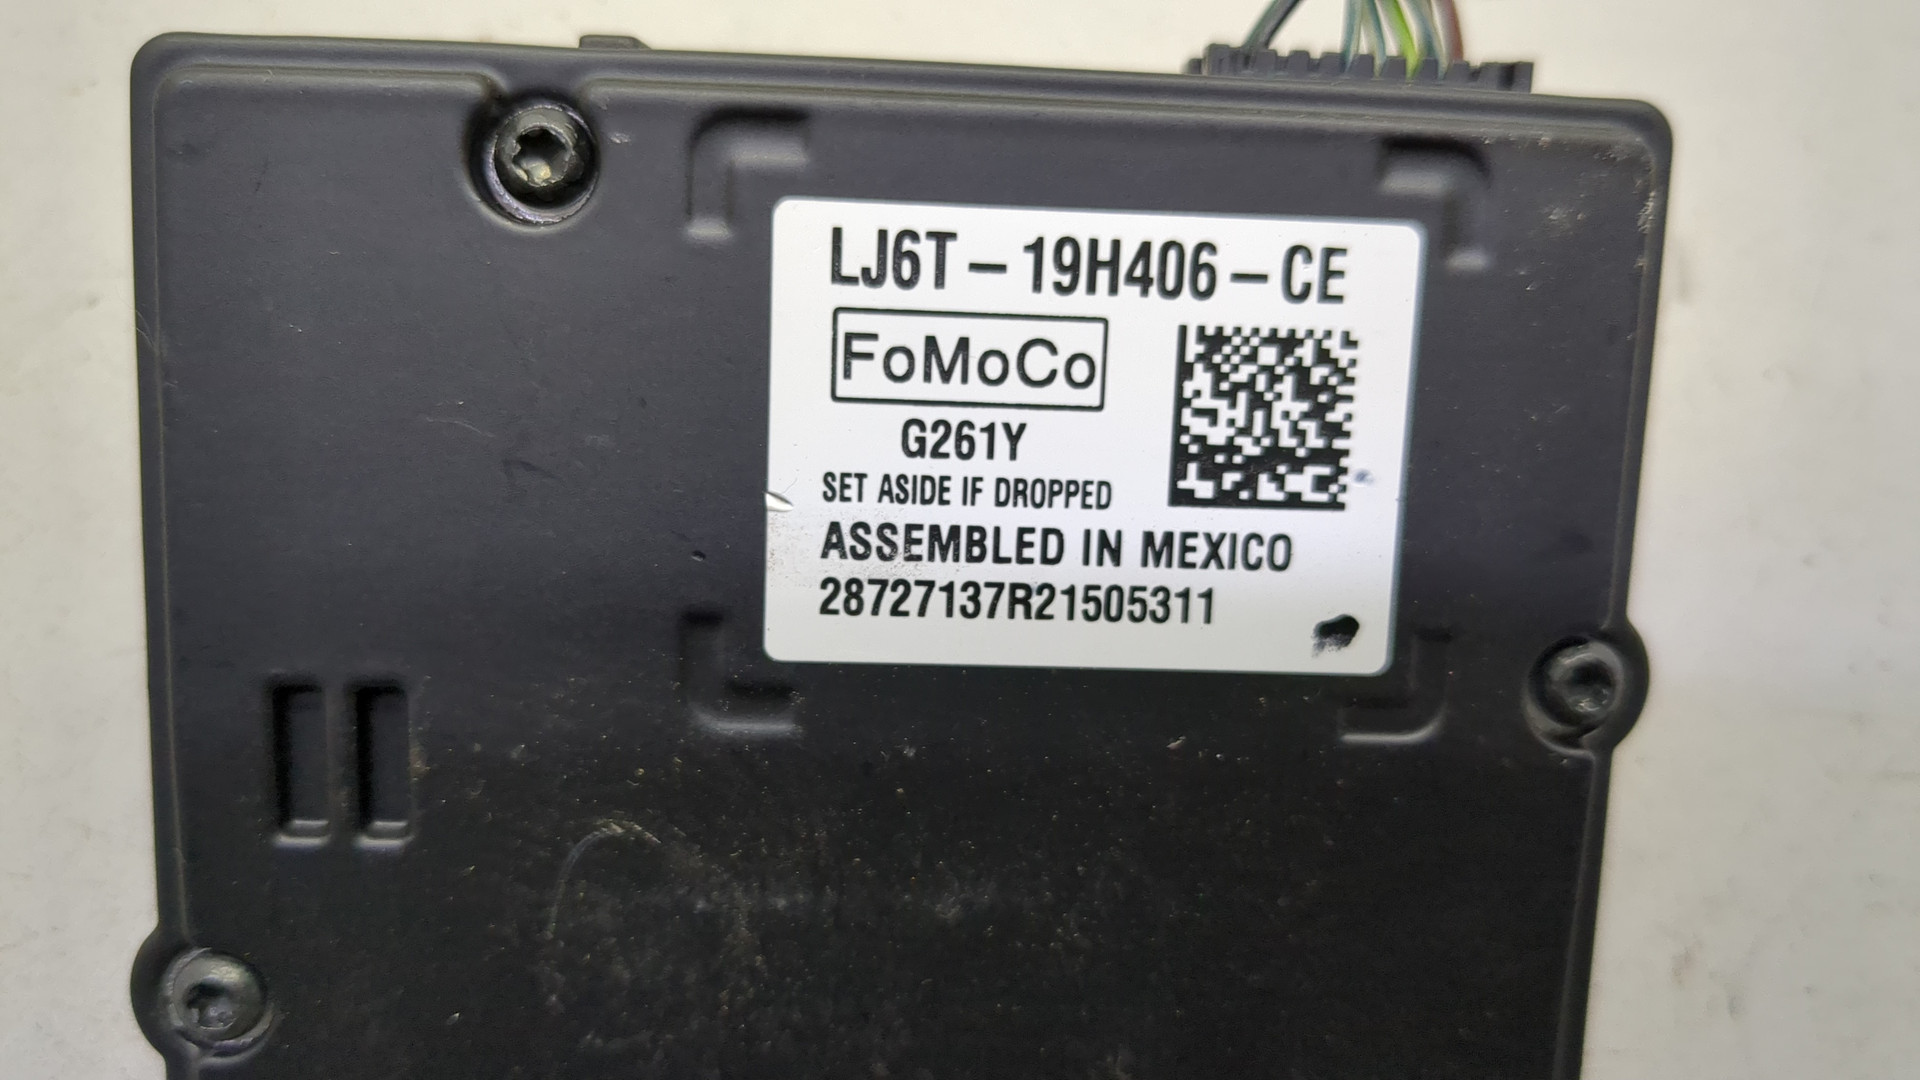 LJ6T-19H406-CE
FoMoCo
G261Y
SET ASIDE IF DROPPED
ASSEMBLED IN MEXICO
28727137R21505311